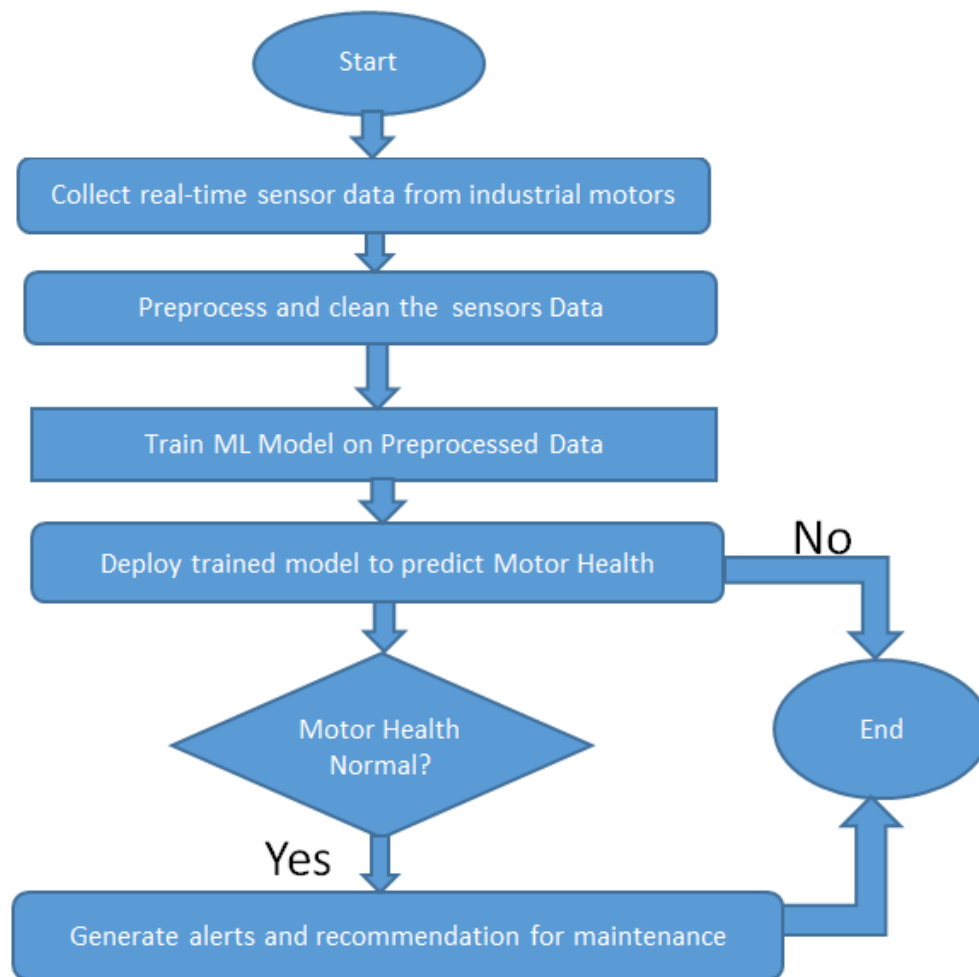 Start
Collect real-time sensor data from industrial motors
Preprocess and clean the sensors Data
Train ML Model on Preprocessed Data
Deploy trained model to predict Motor Health
No
Motor Health
Normal?
End
Yes
Generate alerts and recommendation for maintenance